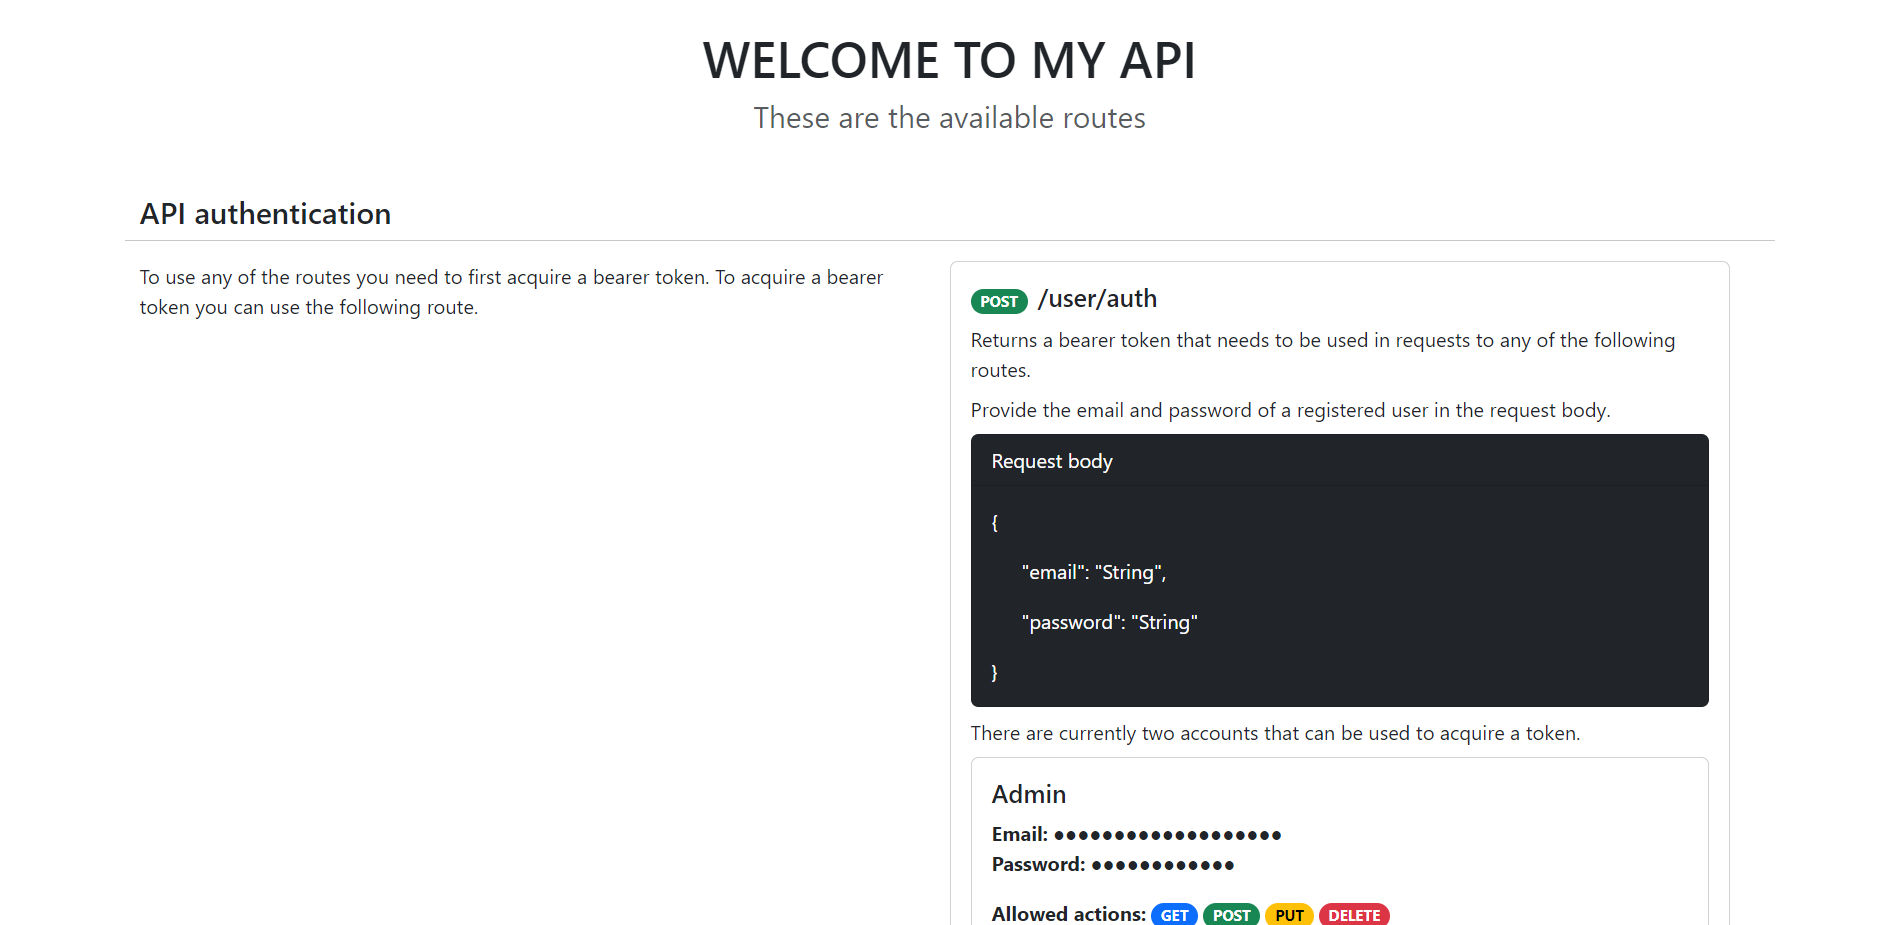 WELCOME TO MY API
These are the available routes
API authentication
To use any of the routes you need to first acquire a bearer token. To acquire a bearer
token you can use the following route.
POST /user/auth
Returns a bearer token that needs to be used in requests to any of the following
routes.
Provide the email and password of a registered user in the request body.
Request body
{
"email": "String",
"password": "String"
}
There are currently two accounts that can be used to acquire a token.
Admin
Email: ●●●●●●●●●●●●●●●●●●●
Password: ●●●●●●●●●●●●
Allowed actions: GET POST PUT DELETE